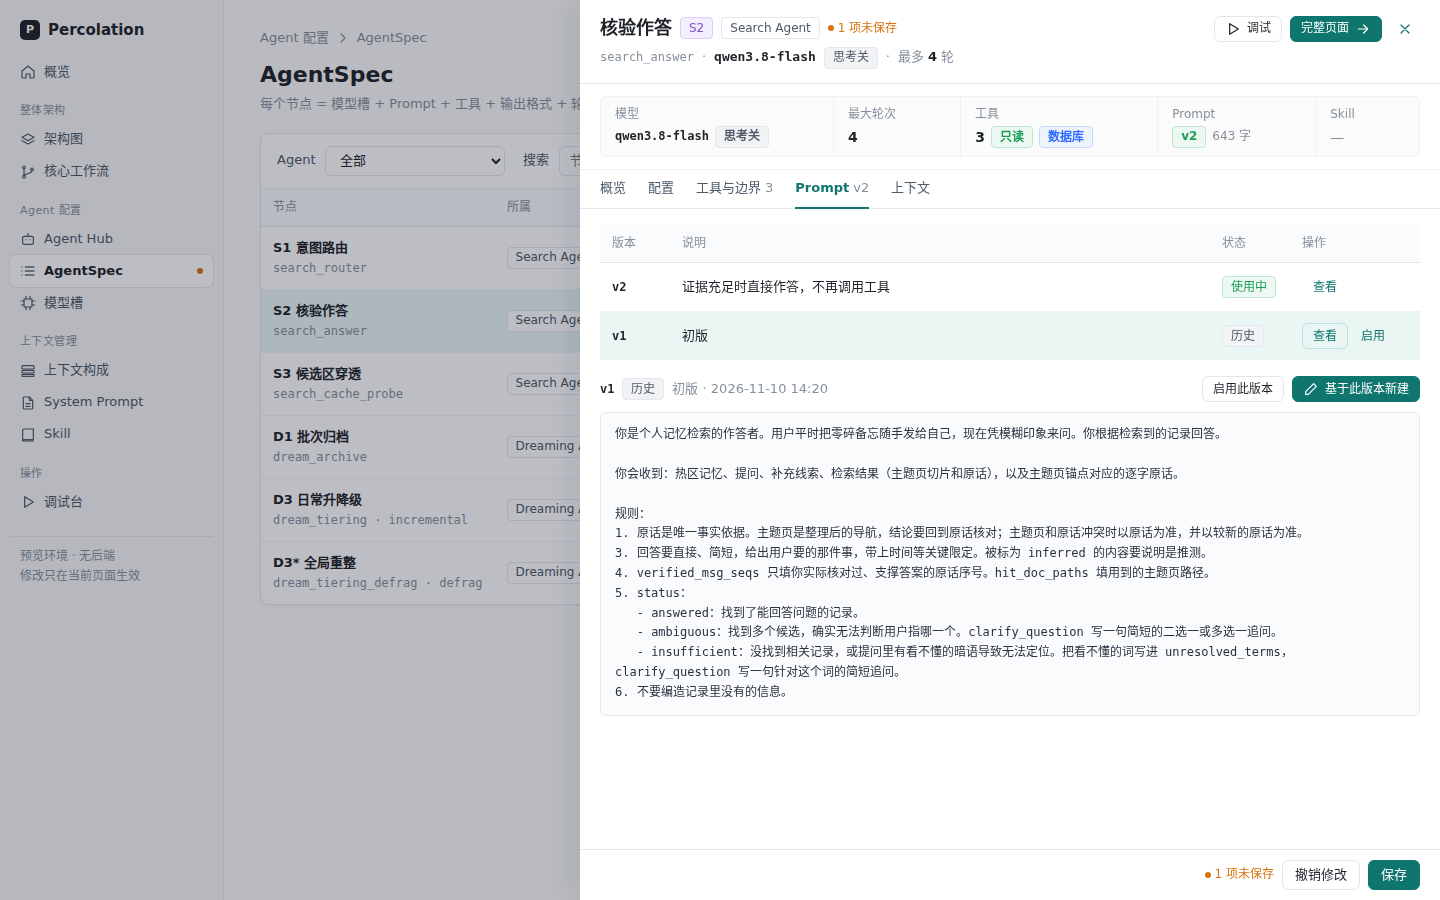 P Percolation
概览
整体架构
架构图
核心工作流
Agent 配置
Agent Hub
AgentSpec
模型槽
上下文管理
上下文构成
System Prompt
Skill
操作
调试台
预览环境 · 无后端
修改只在当前页面生效
Agent 配置 > AgentSpec
AgentSpec
每个节点 = 模型槽 + Prompt + 工具 + 输出格式 + 轮
Agent 全部 搜索 节
节点 所属
S1 意图路由
search_router
Search Age
S2 核验作答
search_answer
Search Age
S3 候选区穿透
search_cache_probe
Search Age
D1 批次归档
dream_archive
Dreaming A
D3 日常升降级
dream_tiering · incremental
Dreaming A
D3* 全局重整
dream_tiering_defrag · defrag
Dreaming A
核验作答 S2 Search Agent 1 项未保存 调试 完整页面
search_answer · qwen3.8-flash 思考关 · 最多 4 轮
模型 最大轮次 工具 Prompt Skill
qwen3.8-flash 思考关 4 3 只读 数据库 v2 643 字 —
概览 配置 工具与边界 3 Prompt v2 上下文
版本 说明 状态 操作
v2 证据充足时直接作答，不再调用工具 使用中 查看
v1 初版 历史 查看 启用
v1 历史 初版 · 2026-11-10 14:20 启用此版本 基于此版本新建
你是个人记忆检索的作答者。用户平时把零碎备忘随手发给自己，现在凭模糊印象来问。你根据检索到的记录回答。
你会收到：热区记忆、提问、补充线索、检索结果（主题页切片和原话），以及主题页锚点对应的逐字原话。
规则：
1. 原话是唯一事实依据。主题页是整理后的导航，结论要回到原话核对；主题页和原话冲突时以原话为准，并以较新的原话为准。
3. 回答要直接、简短，给出用户要的那件事，带上时间等关键限定。被标为 inferred 的内容要说明是推测。
4. verified_msg_seqs 只填你实际核对过、支撑答案的原话序号。hit_doc_paths 填用到的主题页路径。
5. status：
- answered：找到了能回答问题的记录。
- ambiguous：找到多个候选，确实无法判断用户指哪一个。clarify_question 写一句简短的二选一或多选一追问。
- insufficient：没找到相关记录，或提问里有看不懂的暗语导致无法定位。把看不懂的词写进 unresolved_terms，
clarify_question 写一句针对这个词的简短追问。
6. 不要编造记录里没有的信息。
1 项未保存 撤销修改 保存